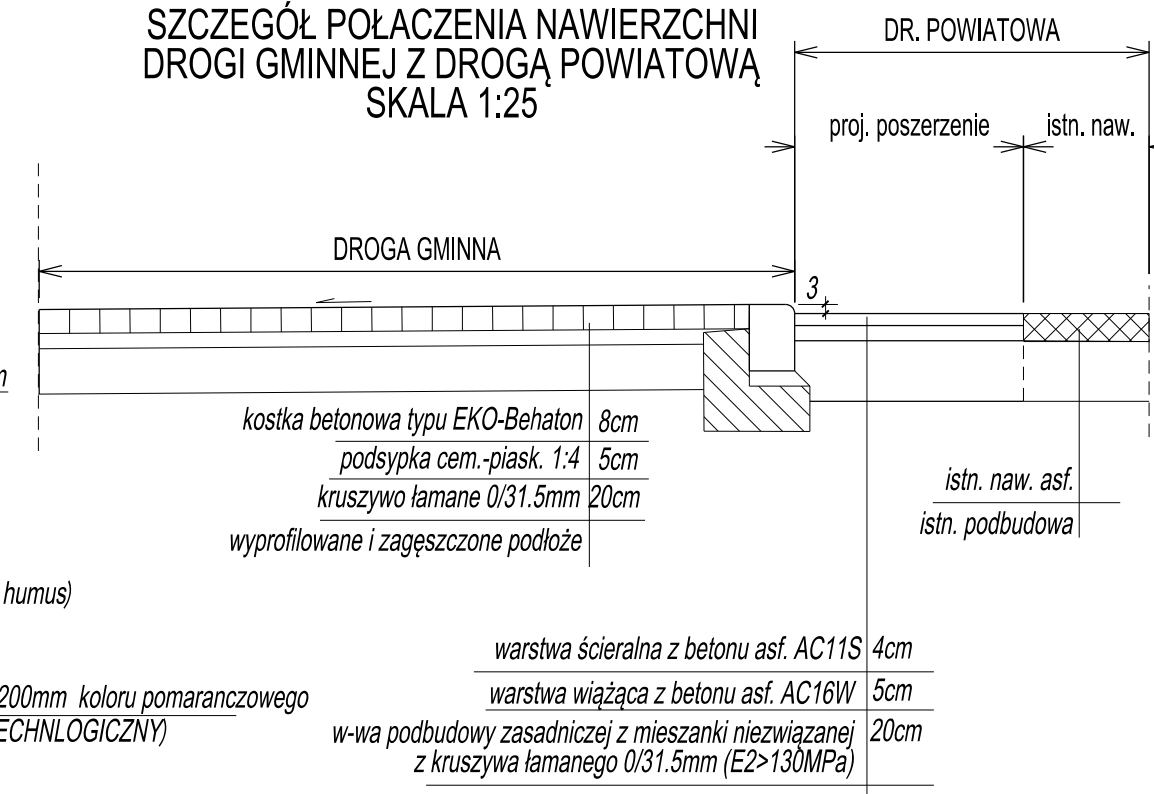 SZCZEGÓŁ POŁACZENIA NAWIERZCHNI
DROGI GMINNEJ Z DROGĄ POWIATOWĄ
SKALA 1:25
DR. POWIATOWA
proj. poszerzenie
istn. naw.
DROGA GMINNA
3
m
kostka betonowa typu EKO-Behaton 8cm
podsypka cem.-piask. 1:4 5cm
kruszywo łamane 0/31.5mm 20cm
wyprofilowane i zagęszczone podłoże
istn. naw. asf.
istn. podbudowa
humus)
200mm koloru pomaranczowego
ECHNLOGICZNY)
warstwa ścieralna z betonu asf. AC11S 4cm
warstwa wiążąca z betonu asf. AC16W 5cm
w-wa podbudowy zasadniczej z mieszanki niezwiązanej 20cm
z kruszywa łamanego 0/31.5mm (E2>130MPa)